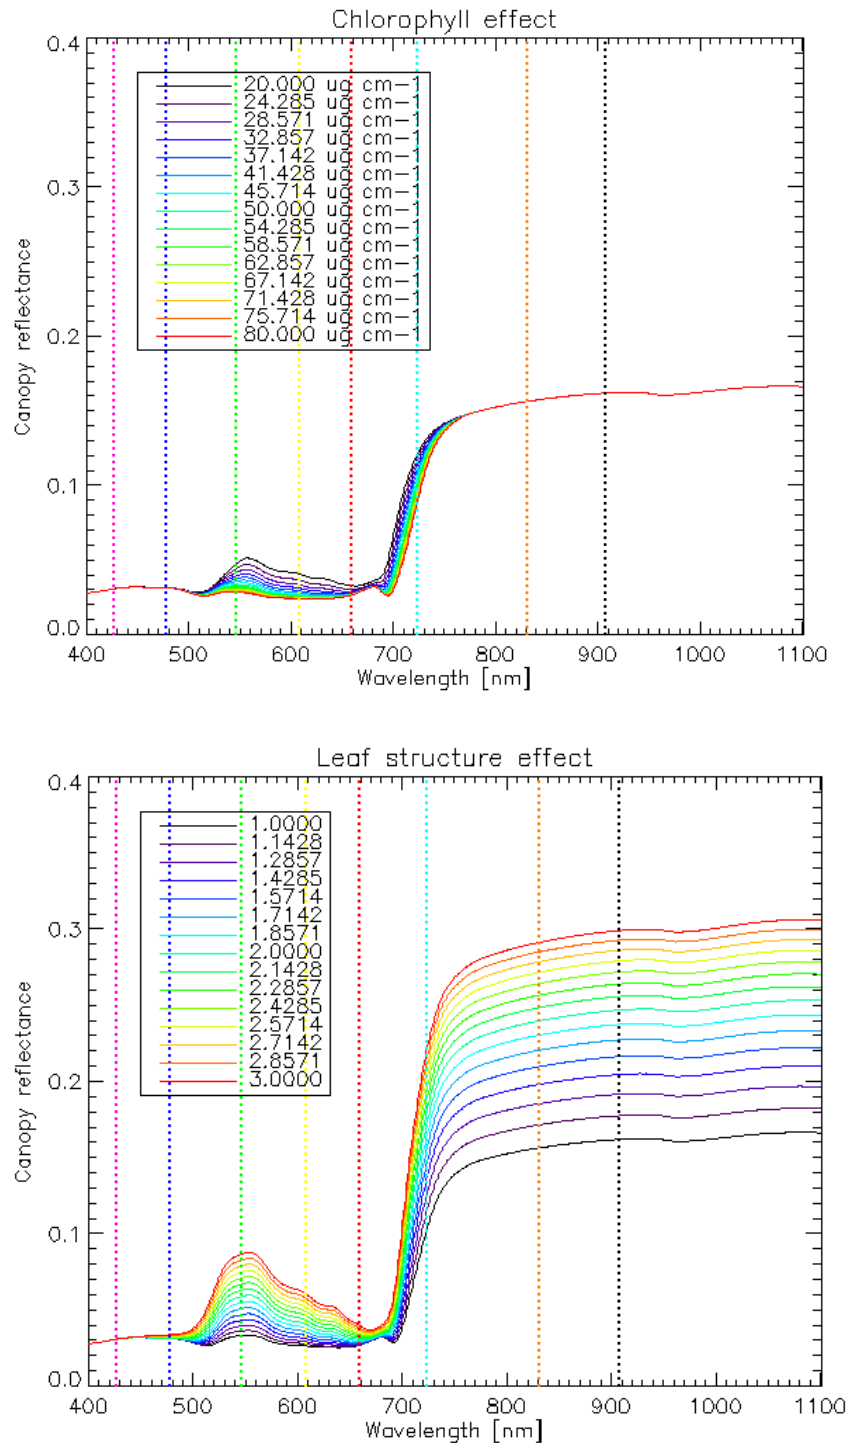 Chlorophyll effect
0.4
20.000 ug cm-1
24.285 ug cm-1
28.571 ug cm-1
32.857 ug cm-1
37.142 ug cm-1
41.428 ug cm-1
45.714 ug cm-1
50.000 ug cm-1
54.285 ug cm-1
58.571 ug cm-1
62.857 ug cm-1
67.142 ug cm-1
71.428 ug cm-1
75.714 ug cm-1
80.000 ug cm-1
0.3
0.2
0.1
0.0
Canopy reflectance
400 500 600 700 800 900 1000 1100
Wavelength [nm]
Leaf structure effect
0.4
1.0000
1.1428
1.2857
1.4285
1.5714
1.7142
1.8571
2.0000
2.1428
2.2857
2.4285
2.5714
2.7142
2.8571
3.0000
0.3
0.2
0.1
0.0
Canopy reflectance
400 500 600 700 800 900 1000 1100
Wavelength [nm]